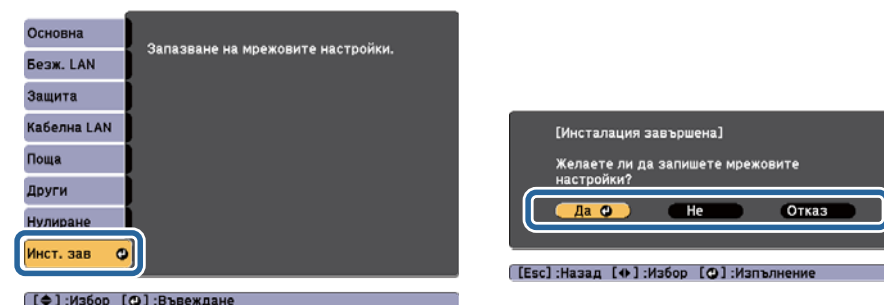 Основна
Безж. LAN
Защита
Кабелна LAN
Поща
Други
Нулиране
Инст. зав
Запазване на мрежовите настройки.
[◆] :Избор [↵] :Въвеждане
[Инсталация завършена]
Желаете ли да запишете мрежовите
настройки?
Да Не Отказ
[Esc] :Назад [◆] :Избор [↵] :Изпълнение